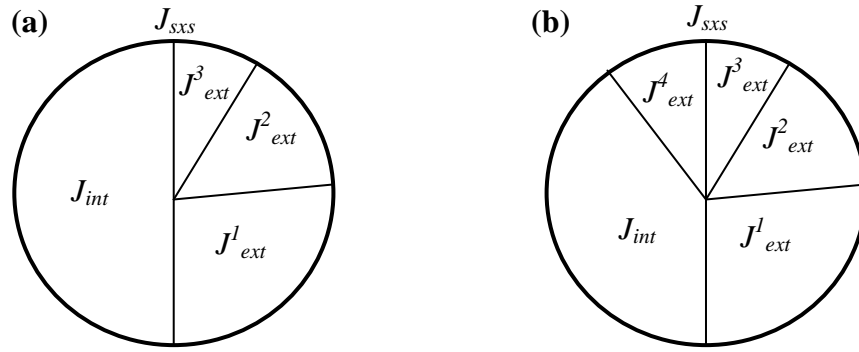 (a)
J_sxs
J^3_ext
J^2_ext
J_int
J^1_ext
(b)
J_sxs
J^4_ext
J^3_ext
J^2_ext
J_int
J^1_ext